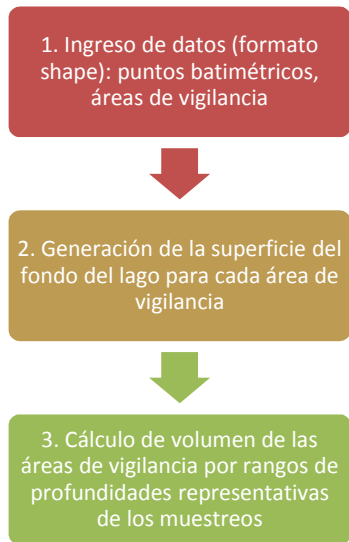 1. Ingreso de datos (formato
shape): puntos batimétricos,
áreas de vigilancia
2. Generación de la superficie del
fondo del lago para cada área de
vigilancia
3. Cálculo de volumen de las
áreas de vigilancia por rangos de
profundidades representativas
de los muestreos